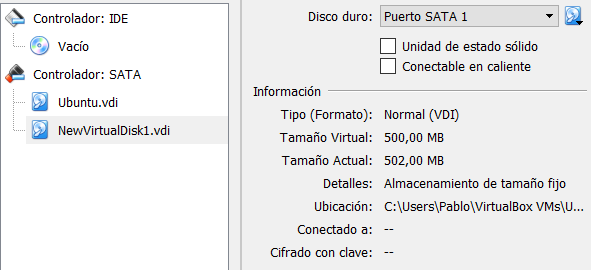 Controlador: IDE
Vacío
Controlador: SATA
Ubuntu.vdi
NewVirtualDisk1.vdi
Disco duro: Puerto SATA 1
Unidad de estado sólido
Conectable en caliente
Información
Tipo (Formato): Normal (VDI)
Tamaño Virtual: 500,00 MB
Tamaño Actual: 502,00 MB
Detalles: Almacenamiento de tamaño fijo
Ubicación: C:\Users\Pablo\VirtualBox VMs\U...
Conectado a: --
Cifrado con clave: --